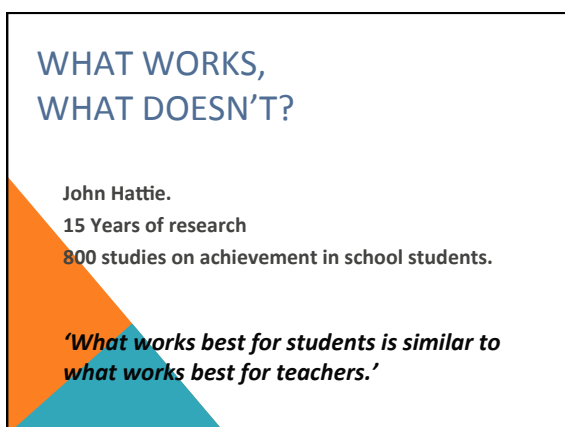 WHAT WORKS,
WHAT DOESN’T?
John Hattie.
15 Years of research
800 studies on achievement in school students.
‘What works best for students is similar to
what works best for teachers.’